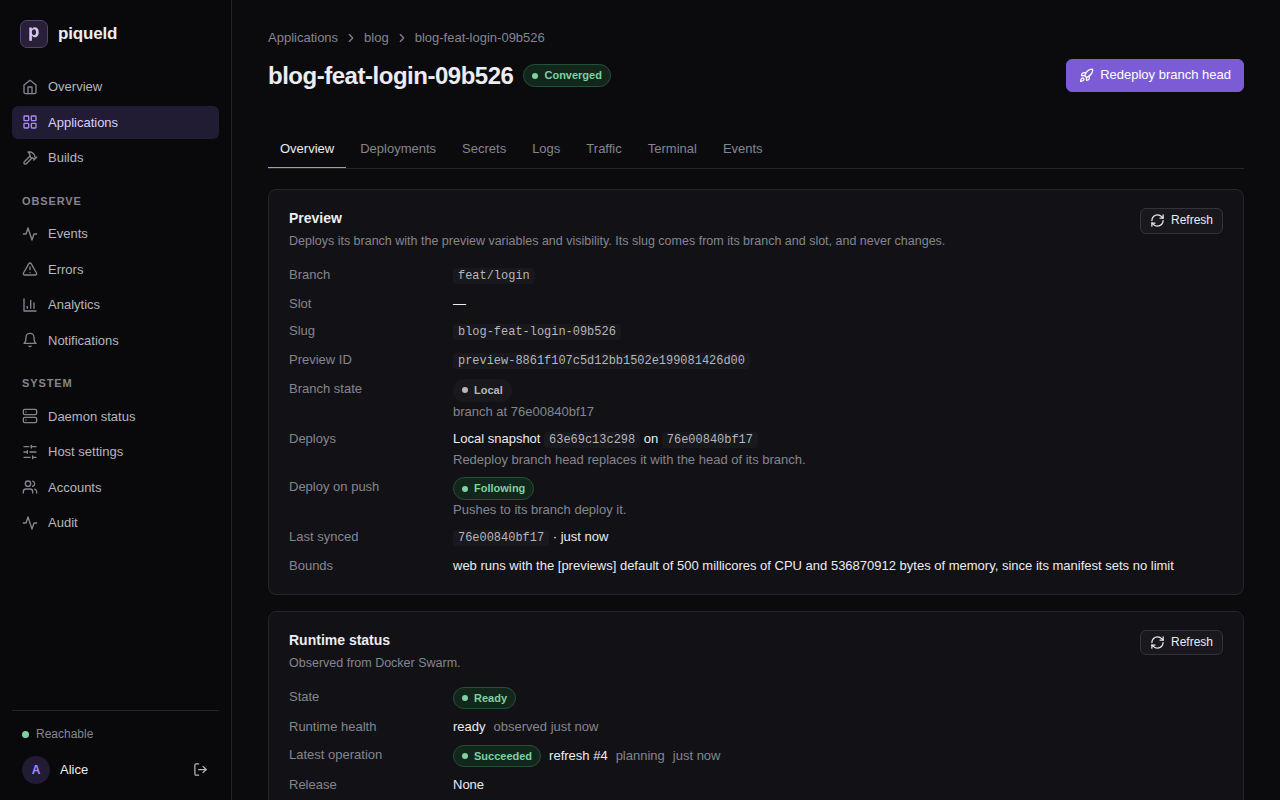 p piqueld
Overview
Applications
Builds
OBSERVE
Events
Errors
Analytics
Notifications
SYSTEM
Daemon status
Host settings
Accounts
Audit
Reachable
A Alice
Applications > blog > blog-feat-login-09b526
blog-feat-login-09b526 Converged
Redeploy branch head
Overview Deployments Secrets Logs Traffic Terminal Events
Preview
Refresh
Deploys its branch with the preview variables and visibility. Its slug comes from its branch and slot, and never changes.
Branch feat/login
Slot —
Slug blog-feat-login-09b526
Preview ID preview-8861f107c5d12bb1502e199081426d00
Branch state Local
branch at 76e00840bf17
Deploys Local snapshot 63e69c13c298 on 76e00840bf17
Redeploy branch head replaces it with the head of its branch.
Deploy on push Following
Pushes to its branch deploy it.
Last synced 76e00840bf17 · just now
Bounds web runs with the [previews] default of 500 millicores of CPU and 536870912 bytes of memory, since its manifest sets no limit
Runtime status
Refresh
Observed from Docker Swarm.
State Ready
Runtime health ready observed just now
Latest operation Succeeded refresh #4 planning just now
Release None